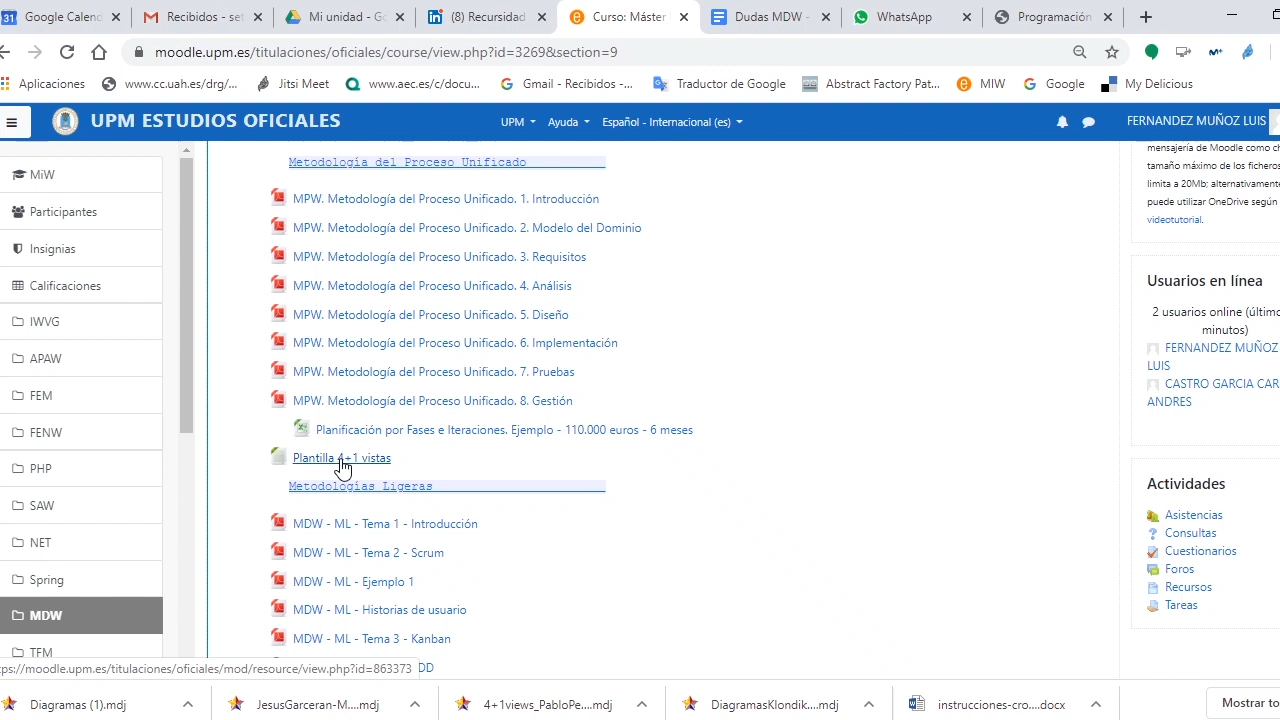 Google Calend
Recibidos - set
Mi unidad - Go
(8) Recursidad
Curso: Máster
Dudas MDW -
WhatsApp
Programación
moodle.upm.es/titulaciones/oficiales/course/view.php?id=3269&section=9
Aplicaciones
www.cc.uah.es/drg/...
Jitsi Meet
www.aec.es/c/docu...
Gmail - Recibidos -...
Traductor de Google
Abstract Factory Pat...
MIW
Google
My Delicious
UPM ESTUDIOS OFICIALES
UPM
Ayuda
Español - Internacional (es)
FERNANDEZ MUÑOZ LUIS
MiW
Participantes
Insignias
Calificaciones
IWVG
APAW
FEM
FENW
PHP
SAW
NET
Spring
MDW
TFM
Metodología del Proceso Unificado
MPW. Metodología del Proceso Unificado. 1. Introducción
MPW. Metodología del Proceso Unificado. 2. Modelo del Dominio
MPW. Metodología del Proceso Unificado. 3. Requisitos
MPW. Metodología del Proceso Unificado. 4. Análisis
MPW. Metodología del Proceso Unificado. 5. Diseño
MPW. Metodología del Proceso Unificado. 6. Implementación
MPW. Metodología del Proceso Unificado. 7. Pruebas
MPW. Metodología del Proceso Unificado. 8. Gestión
Planificación por Fases e Iteraciones. Ejemplo - 110.000 euros - 6 meses
Plantilla 4+1 vistas
Metodologías Ligeras
MDW - ML - Tema 1 - Introducción
MDW - ML - Tema 2 - Scrum
MDW - ML - Ejemplo 1
MDW - ML - Historias de usuario
MDW - ML - Tema 3 - Kanban
DD
mensajería de Moodle como ch
tamaño máximo de los ficheros
limita a 20Mb; alternativamente
puede utilizar OneDrive según
videotutorial.
Usuarios en línea
2 usuarios online (último
minutos)
FERNANDEZ MUÑOZ
LUIS
CASTRO GARCIA CAR
ANDRES
Actividades
Asistencias
Consultas
Cuestionarios
Foros
Recursos
Tareas
tps://moodle.upm.es/titulaciones/oficiales/mod/resource/view.php?id=863373
Diagramas (1).mdj
JesusGarceran-M....mdj
4+1views_PabloPe....mdj
DiagramasKlondik....mdj
instrucciones-cro....docx
Mostrar to